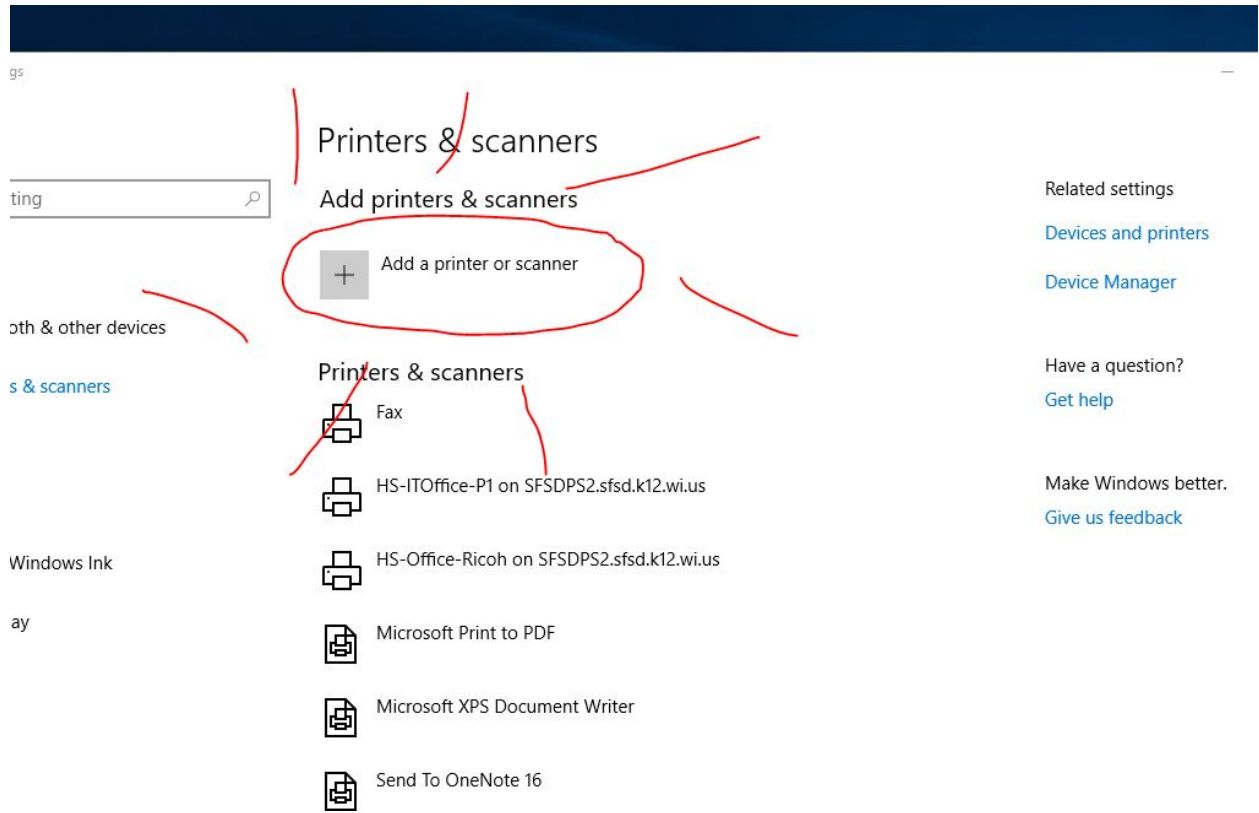 gs
ting
oth & other devices
s & scanners
Windows Ink
ay
Printers & scanners
Add printers & scanners
Add a printer or scanner
Printers & scanners
Fax
HS-ITOffice-P1 on SFSDPS2.sfsd.k12.wi.us
HS-Office-Ricoh on SFSDPS2.sfsd.k12.wi.us
Microsoft Print to PDF
Microsoft XPS Document Writer
Send To OneNote 16
Related settings
Devices and printers
Device Manager
Have a question?
Get help
Make Windows better.
Give us feedback